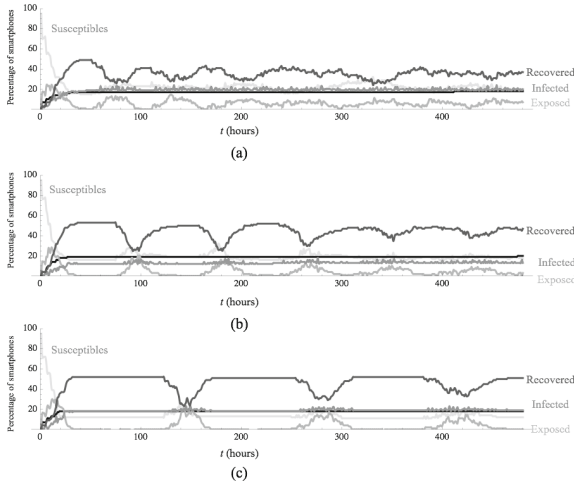 100
Susceptibles
80
60
40
20
Percentage of smartphones
Recovered
Infected
Exposed
0 100 200 300 400
t (hours)
(a)
100
Susceptibles
80
60
40
20
Percentage of smartphones
Recovered
Infected
Exposed
0 100 200 300 400
t (hours)
(b)
100
Susceptibles
80
60
40
20
Percentage of smartphones
Recovered
Infected
Exposed
0 100 200 300 400
t (hours)
(c)